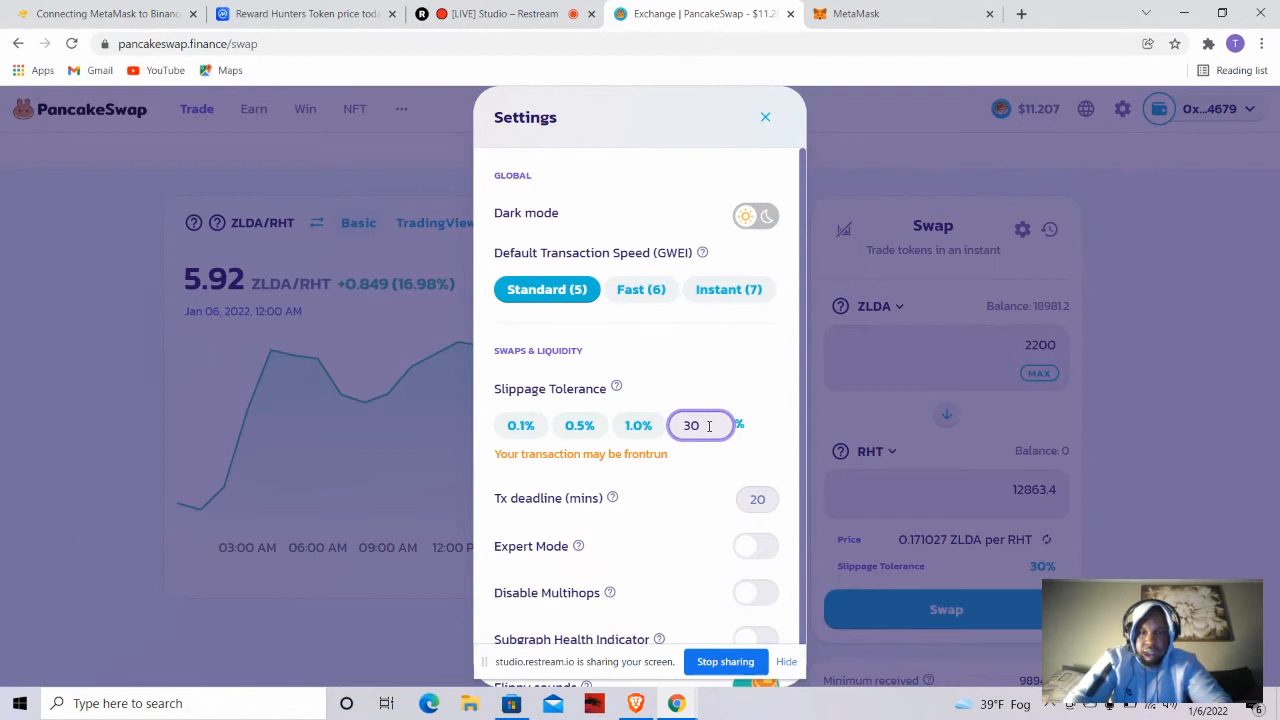 Connecting Wallets to
Hunters Token price today
[LIVE] Studio - Restream
Exchange | PancakeSwap - $11.20
MetaMask
pancakeswap.finance/swap
Apps
Gmail
YouTube
Maps
Reading list
PancakeSwap
Trade
Earn
Win
NFT
$11.207
0x...4679
ZLDA/RHT
Basic
TradingView
5.92 ZLDA/RHT +0.849 (16.98%)
Jan 06, 2022, 12:00 AM
03:00 AM
06:00 AM
09:00 AM
12:00 P
Settings
GLOBAL
Dark mode
Default Transaction Speed (GWEI)
Standard (5)
Fast (6)
Instant (7)
SWAPS & LIQUIDITY
Slippage Tolerance
0.1%
0.5%
1.0%
30
%
Your transaction may be frontrun
Tx deadline (mins)
20
Expert Mode
Disable Multihops
Subgraph Health Indicator
Flippy sounds
studio.restream.io is sharing your screen.
Stop sharing
Hide
Swap
Trade tokens in an instant
ZLDA
Balance: 18981.2
2200
MAX
RHT
Balance: 0
12863.4
Price
0.171027 ZLDA per RHT
Slippage Tolerance
30%
Swap
Minimum received
989
Type here to search
39°F Fog
1/6/2022